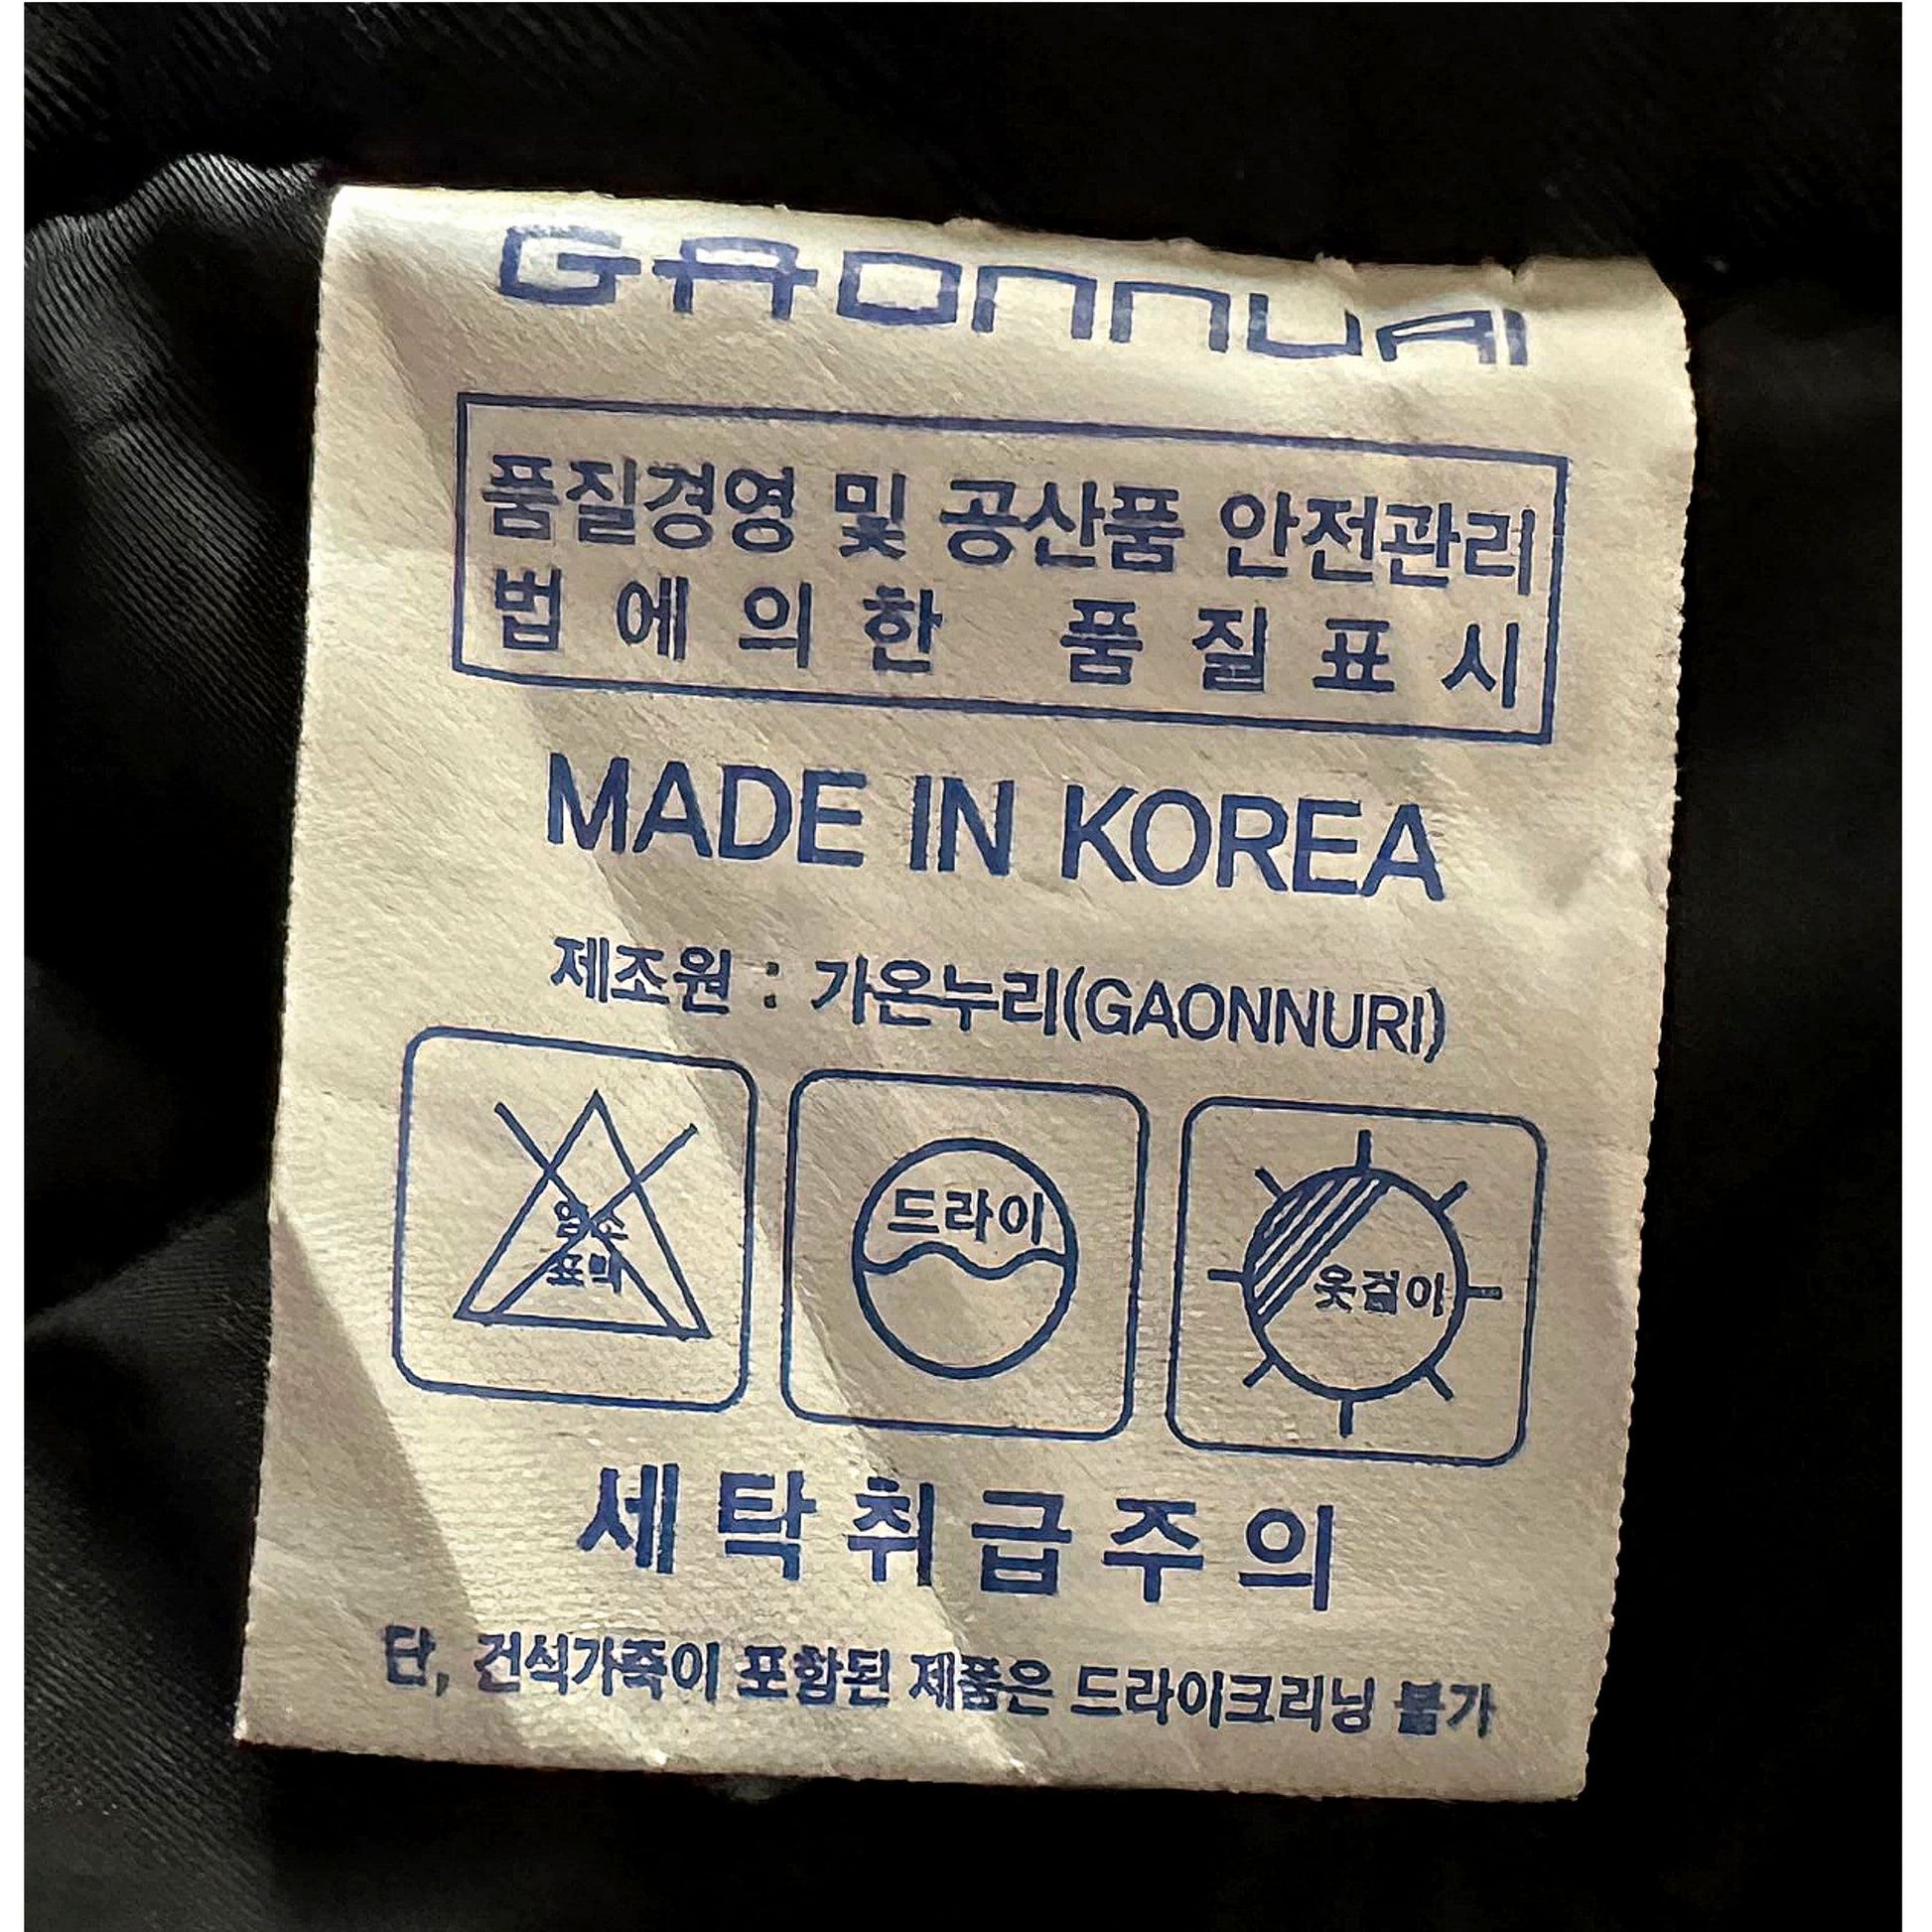 GAONNUAI
품질경영 및 공산품 안전관리
법에의한 품질표시
MADE IN KOREA
제조원 : 가온누리(GAONNURI)
드라이
옷걸이
세탁취급주의
단, 건석가죽이 포함된 제품은 드라이크리닝 불가